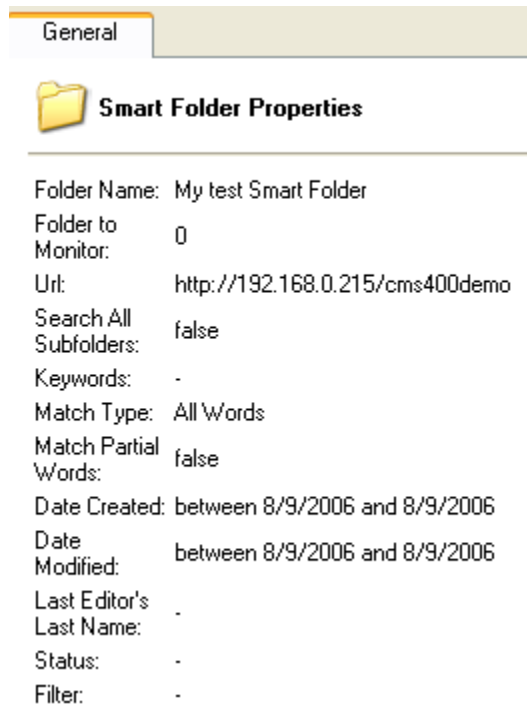 General
Smart Folder Properties
Folder Name: My test Smart Folder
Folder to
Monitor: 0
Url: http://192.168.0.215/cms400demo
Search All
Subfolders: false
Keywords: -
Match Type: All Words
Match Partial
Words: false
Date Created: between 8/9/2006 and 8/9/2006
Date
Modified: between 8/9/2006 and 8/9/2006
Last Editor's
Last Name: -
Status: -
Filter: -